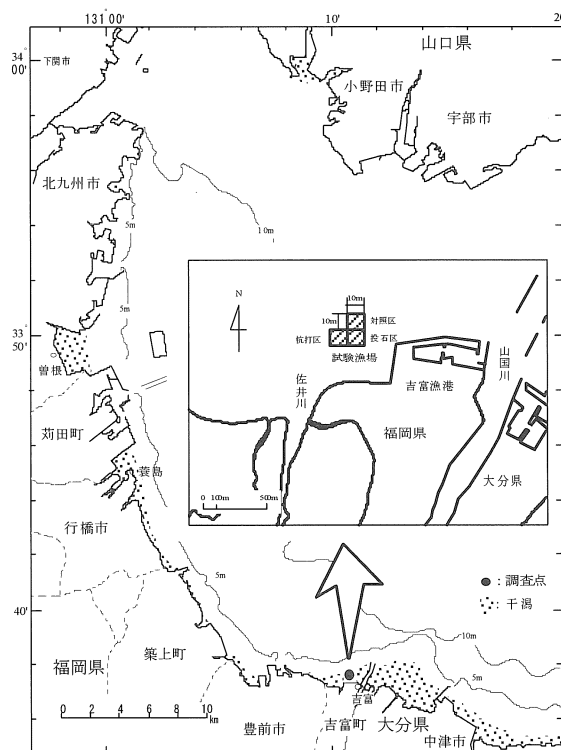 131 00′
10′
20
34
00′
下関市
山口県
小野田市
宇部市
北九州市
5m
10m
5m
33
50′
曽根
N
10m
10m
対照区
杭打区
投石区
試験漁場
佐井川
吉富漁港
山国川
福岡県
大分県
0 100m 500m
苅田町
蓑島
行橋市
5m
●：調査点
：干潟
40′
10m
5m
築上町
福岡県
吉富
0 2 4 6 8 10
km
豊前市
吉富町
大分県
中津市